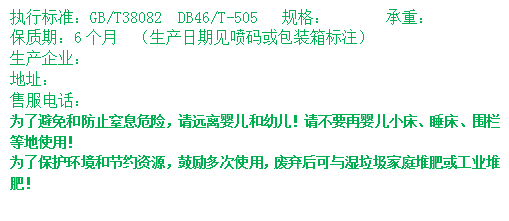 执行标准：GB/T38082  DB46/T-505   规格：      承重：
保质期：6个月  （生产日期见喷码或包装箱标注）
生产企业：
地址：
售服电话：
为了避免和防止窒息危险，请远离婴儿和幼儿！请不要再婴儿小床、睡床、围栏
等地使用！
为了保护环境和节约资源，鼓励多次使用，废弃后可与湿垃圾家庭堆肥或工业堆
肥！